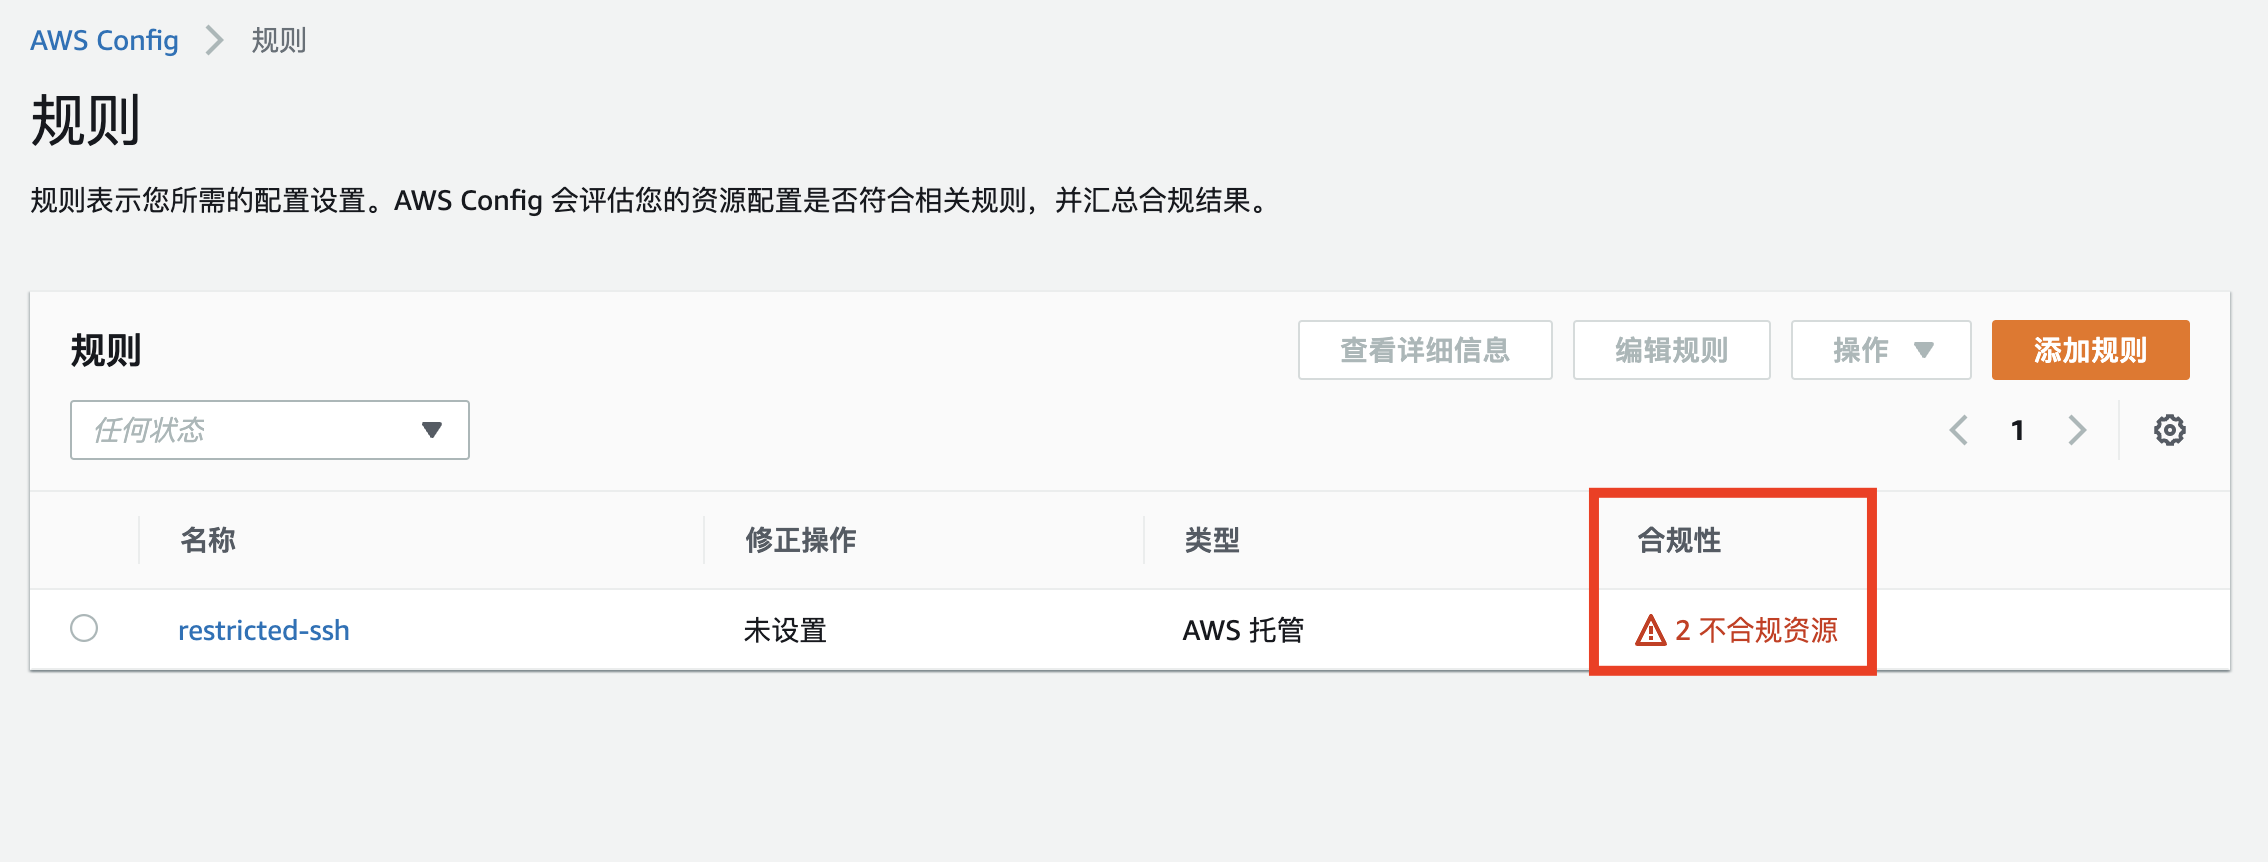 AWS Config 规则
规则
规则表示您所需的配置设置。AWS Config 会评估您的资源配置是否符合相关规则，并汇总合规结果。
规则 查看详细信息 编辑规则 操作 添加规则
任何状态 1
名称 修正操作 类型 合规性
restricted-ssh 未设置 AWS 托管 2 不合规资源